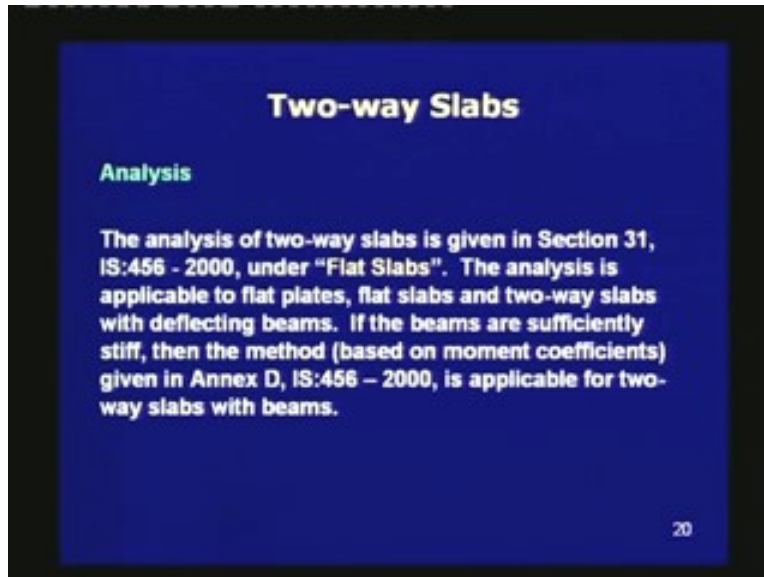 Two-way Slabs
Analysis
The analysis of two-way slabs is given in Section 31,
IS:456 - 2000, under “Flat Slabs”.  The analysis is
applicable to flat plates, flat slabs and two-way slabs
with deflecting beams.  If the beams are sufficiently
stiff, then the method (based on moment coefficients)
given in Annex D, IS:456 – 2000, is applicable for two-
way slabs with beams.
20